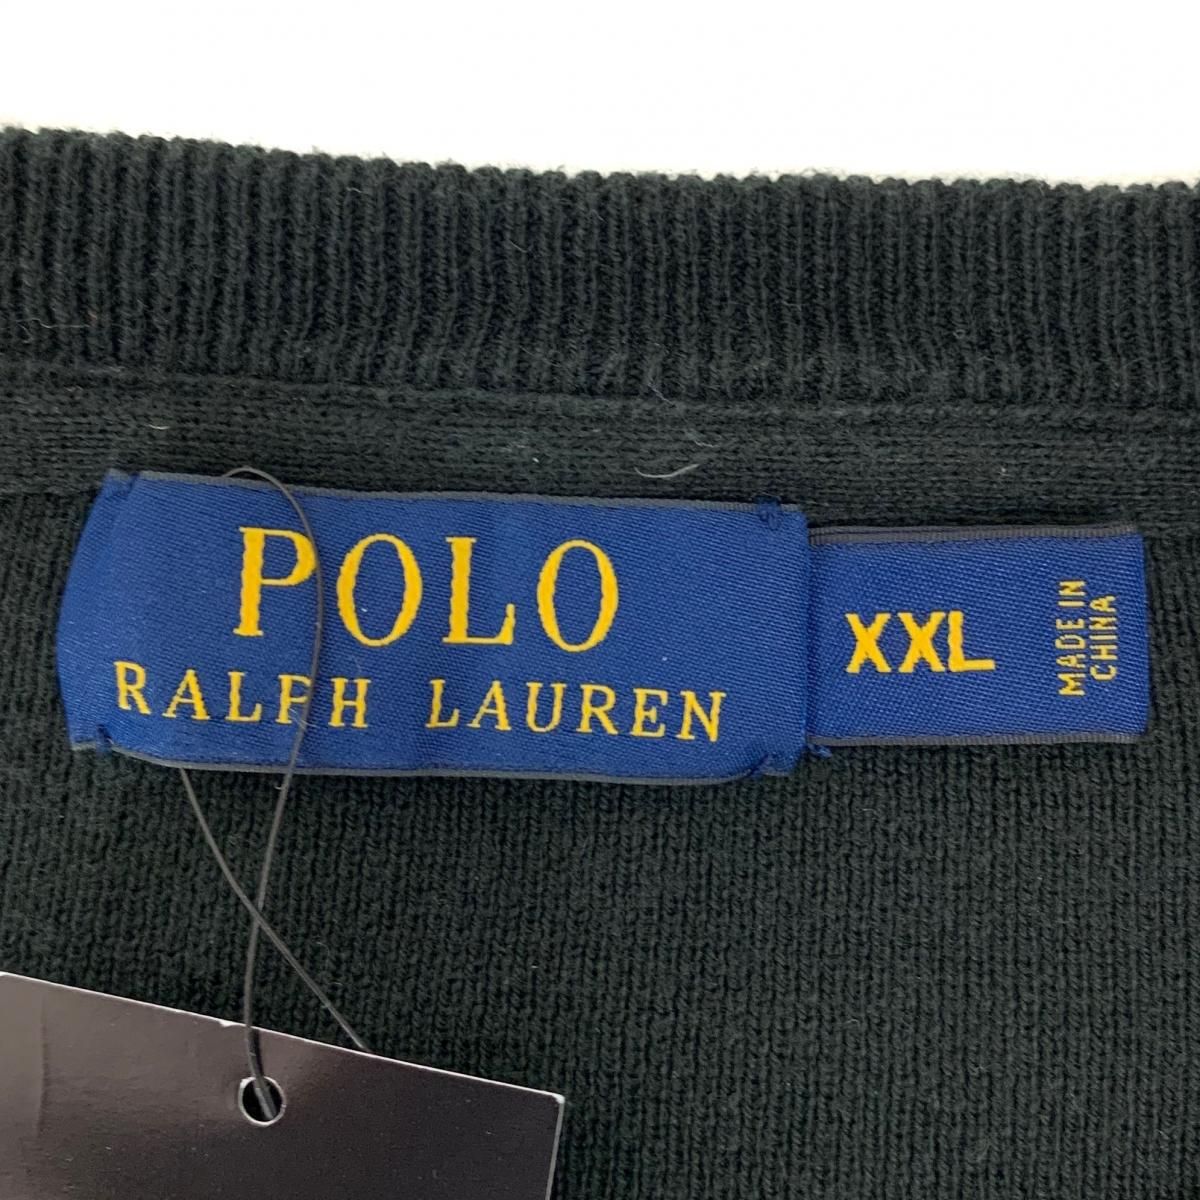 POLO
RALPH LAUREN
XXL
MADE IN
CHINA